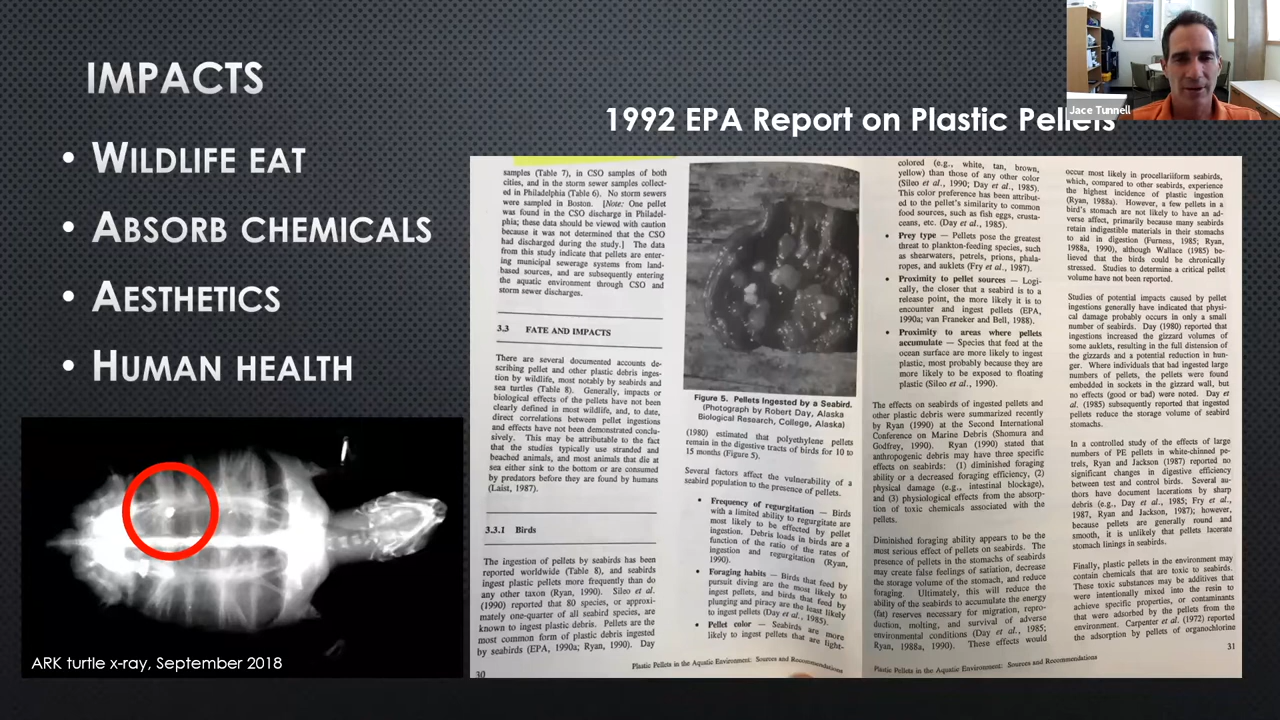 IMPACTS
• WILDLIFE EAT
• ABSORB CHEMICALS
• AESTHETICS
• HUMAN HEALTH
ARK turtle x-ray, September 2018
Jace Tunnell
1992 EPA Report on Plastic Pellets
samples (Table 7), in CSO samples of both
cities, and in the storm sewer samples collect-
ed in Philadelphia (Table 6). No storm sewers
were sampled in Boston. [Note: One pellet
was found in the CSO discharge in Philadel-
phia; these data should be viewed with caution
because it was not determined that the CSO
had discharged during the study.] The data
from this study indicate that pellets are enter-
ing municipal sewerage systems from land-
based sources, and are subsequently entering
the aquatic environment through CSO and
storm sewer discharges.
3.3 FATE AND IMPACTS
There are several documented accounts de-
scribing pellet and other plastic debris inges-
tion by wildlife, most notably by seabirds and
sea turtles (Table 8). Generally, impacts or
biological effects of the pellets have not been
clearly defined in most wildlife, and, to date,
direct correlations between pellet ingestions
and effects have not been demonstrated conclu-
sively. This may be attributable to the fact
that the studies typically use stranded and
beached animals, and most animals that die at
sea either sink to the bottom or are consumed
by predators before they are found by humans
(Laist, 1987).
3.3.1 Birds
The ingestion of pellets by seabirds has been
reported worldwide (Table 8), and seabirds
ingest plastic pellets more frequently than do
any other taxon (Ryan, 1990). Sileo et al.
(1990) reported that 80 species, or approxi-
mately one-quarter of all seabird species, are
known to ingest plastic debris. Pellets are the
most common form of plastic debris ingested
by seabirds (EPA, 1990a; Ryan, 1990). Day
30
Figure 5. Pellets Ingested by a Seabird.
(Photograph by Robert Day, Alaska
Biological Research, College, Alaska)
(1980) estimated that polyethylene pellets
remain in the digestive tracts of birds for 10 to
15 months (Figure 5).
Several factors affect the vulnerability of a
seabird population to the presence of pellets.
• Frequency of regurgitation — Birds
with a limited ability to regurgitate are
most likely to be effected by pellet
ingestion. Debris loads in birds are a
function of the ratio of the rates of
ingestion and regurgitation (Ryan,
1990).
• Foraging habits — Birds that feed by
pursuit diving are the most likely to
ingest pellets, and birds that feed by
plunging and piracy are the least likely
to ingest pellets (Day et al., 1985).
• Pellet color — Seabirds are more
likely to ingest pellets that are light-
Plastic Pellets in the Aquatic Environment: Sources and Recommendations
colored (e.g., white, tan, brown,
yellow) than those of any other color
(Sileo et al., 1990; Day et al., 1985).
This color preference has been attribut-
ed to the pellet's similarity to common
food sources, such as fish eggs, crusta-
ceans, etc. (Day et al., 1985).
• Prey type — Pellets pose the greatest
threat to plankton-feeding species, such
as shearwaters, petrels, prions, phala-
ropes, and auklets (Fry et al., 1987).
• Proximity to pellet sources — Logi-
cally, the closer that a seabird is to a
release point, the more likely it is to
encounter and ingest pellets (EPA,
1990a; van Franeker and Bell, 1988).
• Proximity to areas where pellets
accumulate — Species that feed at the
ocean surface are more likely to ingest
plastic, most probably because they are
more likely to be exposed to floating
plastic (Sileo et al., 1990).
The effects on seabirds of ingested pellets and
other plastic debris were summarized recently
by Ryan (1990) at the Second International
Conference on Marine Debris (Shomura and
Godfrey, 1990). Ryan (1990) stated that
anthropogenic debris may have three specific
effects on seabirds: (1) diminished foraging
ability or a decreased foraging efficiency, (2)
physical damage (e.g., intestinal blockage),
and (3) physiological effects from the absorp-
tion of toxic chemicals associated with the
pellets.
Diminished foraging ability appears to be the
most serious effect of pellets on seabirds. The
presence of pellets in the stomachs of seabirds
may create false feelings of satiation, decrease
the storage volume of the stomach, and reduce
foraging. Ultimately, this will reduce the
ability of the seabirds to accumulate the energy
(fat) reserves necessary for migration, repro-
duction, molting, and survival of adverse
environmental conditions (Day et al., 1985;
Ryan, 1988a, 1990). These effects would
Plastic Pellets in the Aquatic Environment: Sources and Recommendations
occur most likely in procellariiform seabirds,
which, compared to other seabirds, experience
the highest incidence of plastic ingestion
(Ryan, 1988a). However, a few pellets in a
bird's stomach are not likely to have an ad-
verse affect, primarily because many seabirds
retain indigestible materials in their stomachs
to aid in digestion (Furness, 1985; Ryan,
1988a, 1990), although Wallace (1985) be-
lieved that the birds could be chronically
stressed. Studies to determine a critical pellet
volume have not been reported.
Studies of potential impacts caused by pellet
ingestions generally have indicated that physi-
cal damage probably occurs in only a small
number of seabirds. Day (1980) reported that
ingestions increased the gizzard volumes of
some auklets, resulting in the full distension of
the gizzards and a potential reduction in hun-
ger. Where individuals that had ingested large
numbers of pellets, the pellets were found
embedded in sockets in the gizzard wall, but
no effects (good or bad) were noted. Day et
al. (1985) subsequently reported that ingested
pellets reduce the storage volume of seabird
stomachs.
In a controlled study of the effects of large
numbers of PE pellets in white-chinned pe-
trels, Ryan and Jackson (1987) reported no
significant changes in digestive efficiency
between test and control birds. Several au-
thors have document lacerations by sharp
debris (e.g., Day et al., 1985; Fry et al.,
1987, Ryan and Jackson, 1987); however,
because pellets are generally round and
smooth, it is unlikely that pellets lacerate
stomach linings in seabirds.
Finally, plastic pellets in the environment may
contain chemicals that are toxic to seabirds.
These toxic substances may be additives that
were intentionally mixed into the resin to
achieve specific properties, or contaminants
that were adsorbed by the pellets from the
environment. Carpenter et al. (1972) reported
the adsorption by pellets of organochlorine
31